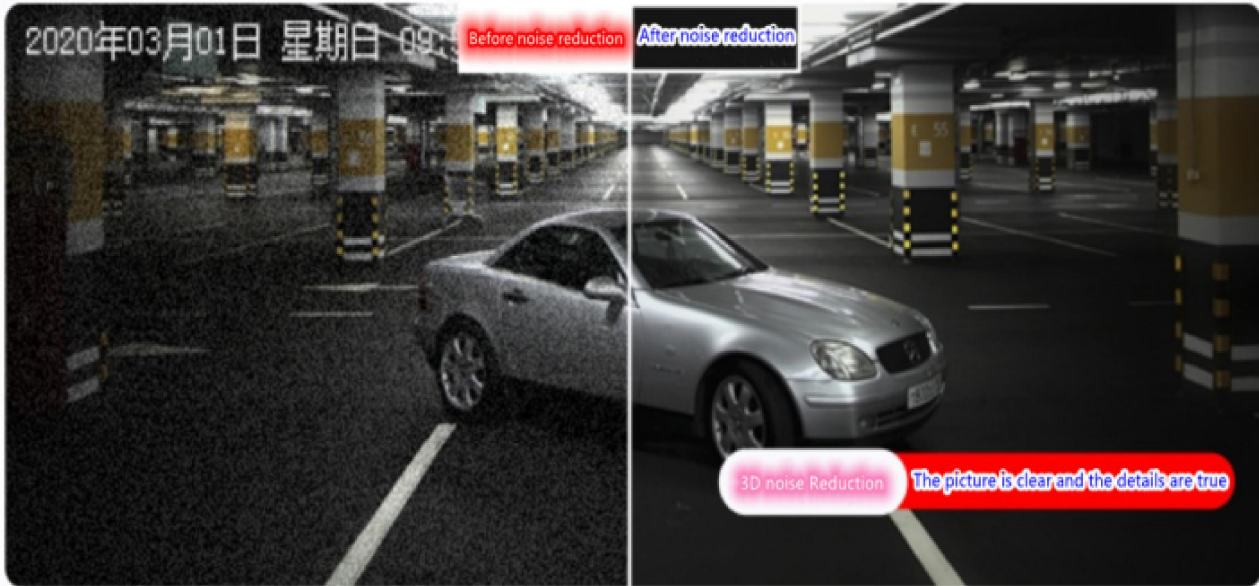 2020年03月01日 星期日 09:
Before noise reduction
After noise reduction
55
3D noise Reduction
The picture is clear and the details are true